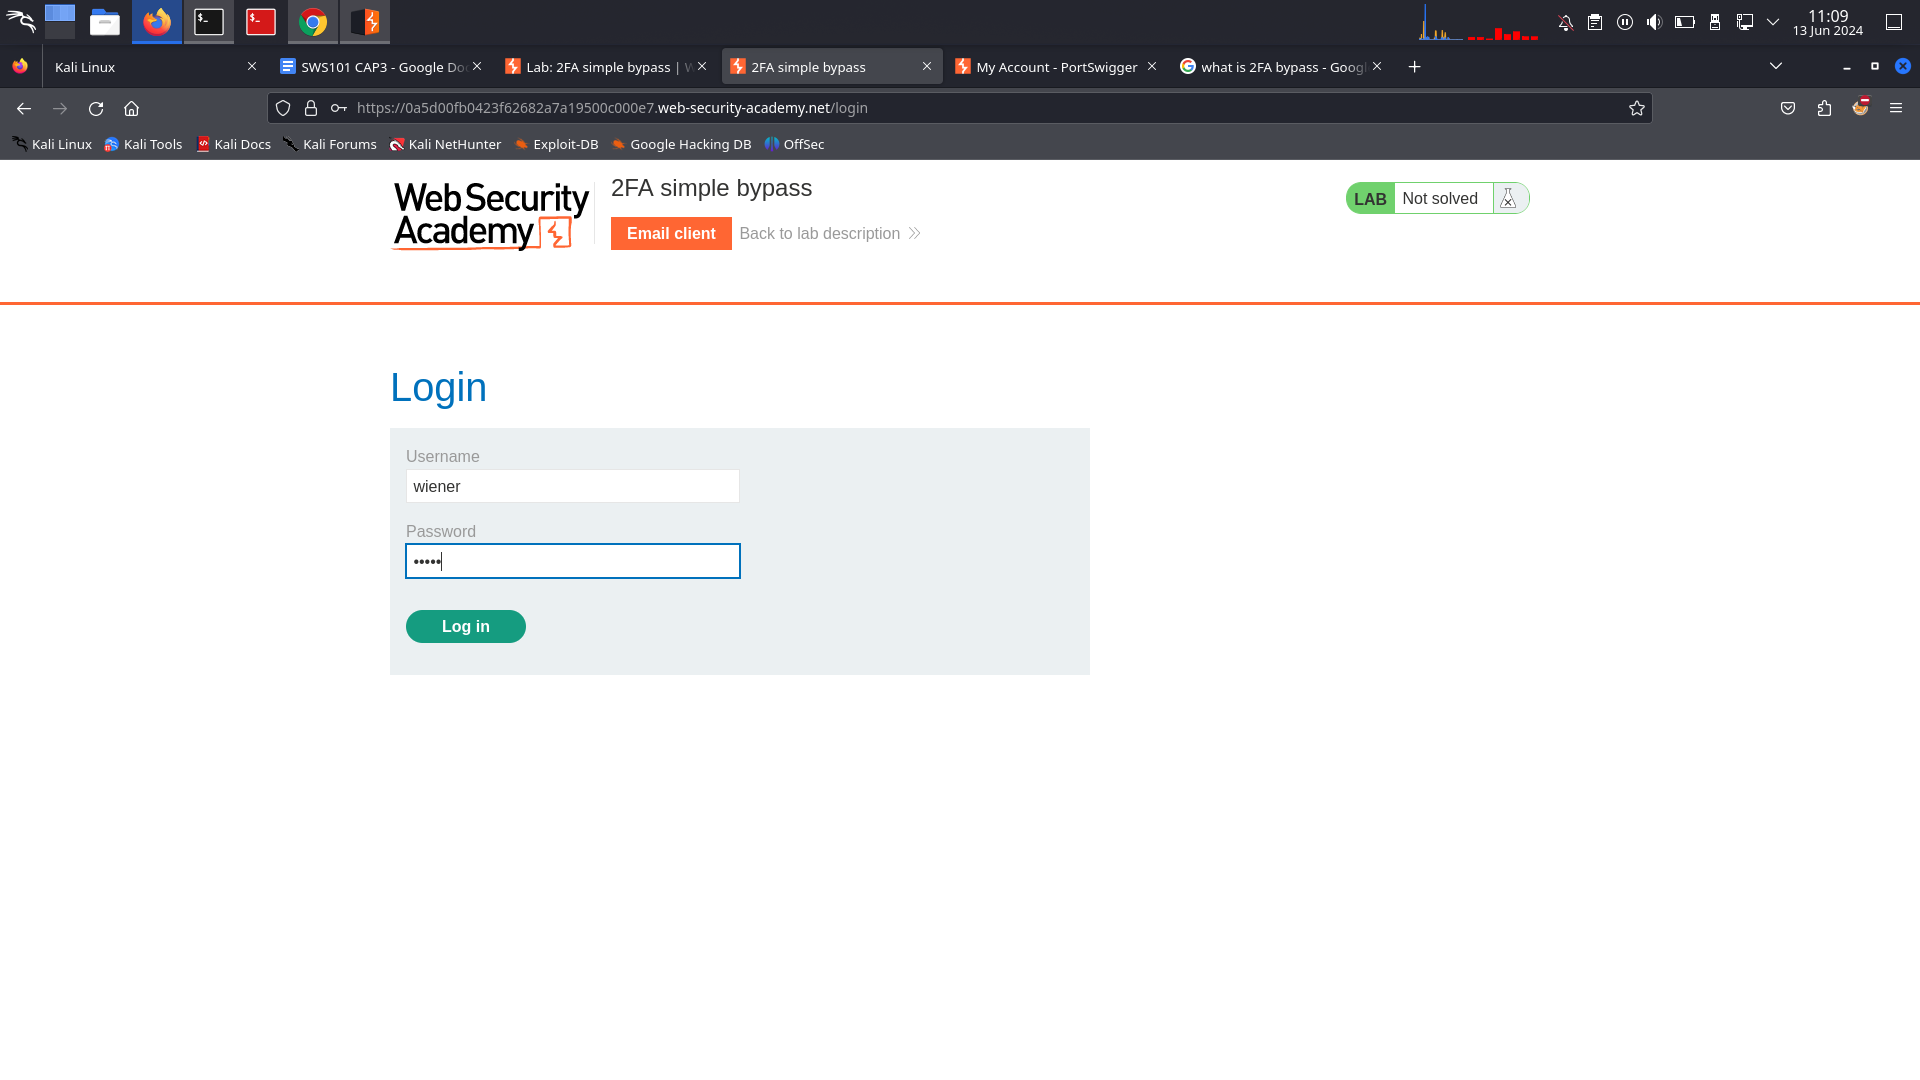 11:09
13 Jun 2024
Kali Linux
SWS101 CAP3 - Google Do
Lab: 2FA simple bypass | W
2FA simple bypass
My Account - PortSwigger
what is 2FA bypass - Googl
https://0a5d00fb0423f62682a7a19500c000e7.web-security-academy.net/login
Kali Linux
Kali Tools
Kali Docs
Kali Forums
Kali NetHunter
Exploit-DB
Google Hacking DB
OffSec
Web Security
Academy
2FA simple bypass
Email client
Back to lab description
LAB
Not solved
Login
Username
wiener
Password
•••••
Log in